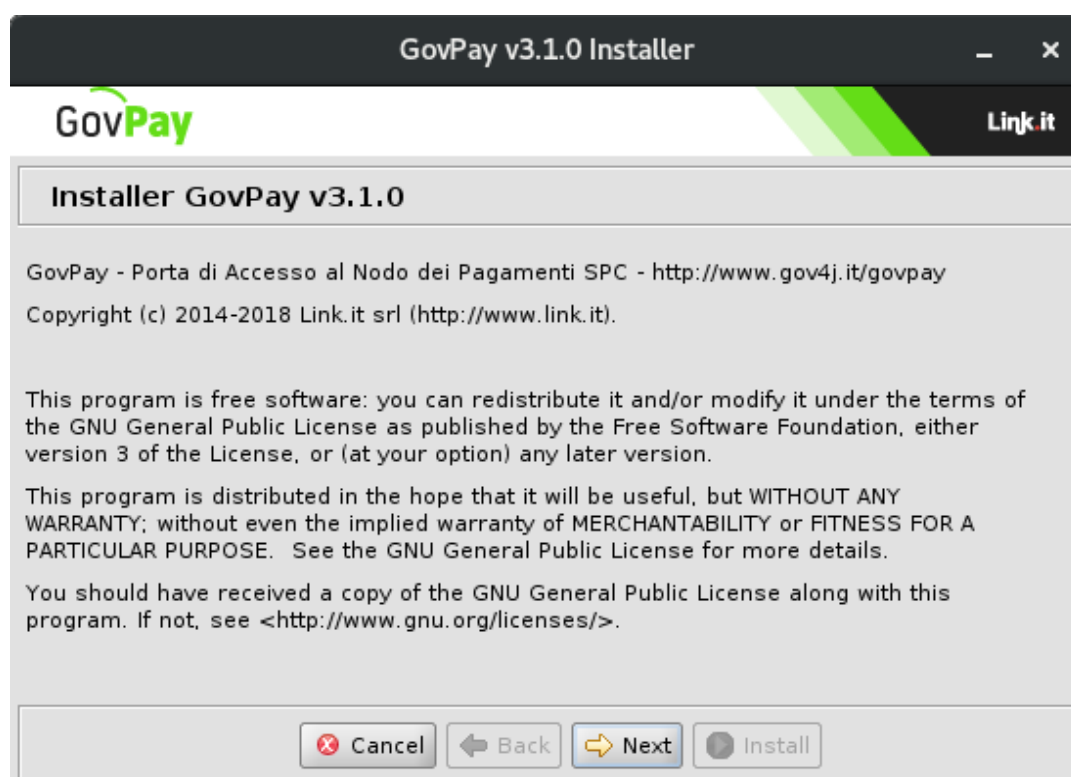 GovPay v3.1.0 Installer
GovPay
Link.it
Installer GovPay v3.1.0
GovPay - Porta di Accesso al Nodo dei Pagamenti SPC - http://www.gov4j.it/govpay
Copyright (c) 2014-2018 Link.it srl (http://www.link.it).
This program is free software: you can redistribute it and/or modify it under the terms of
the GNU General Public License as published by the Free Software Foundation, either
version 3 of the License, or (at your option) any later version.
This program is distributed in the hope that it will be useful, but WITHOUT ANY
WARRANTY; without even the implied warranty of MERCHANTABILITY or FITNESS FOR A
PARTICULAR PURPOSE.  See the GNU General Public License for more details.
You should have received a copy of the GNU General Public License along with this
program. If not, see <http://www.gnu.org/licenses/>.
Cancel Back Next Install